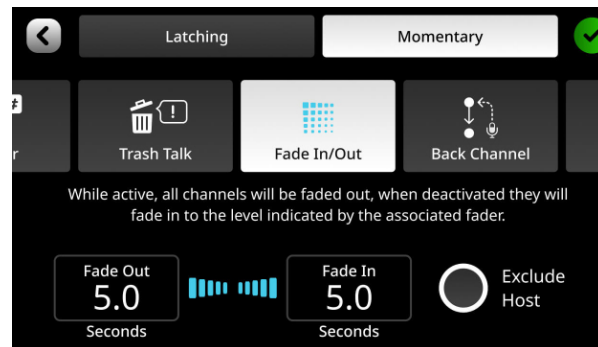 Latching
Momentary
#
!
r
Trash Talk
Fade In/Out
Back Channel
While active, all channels will be faded out, when deactivated they will
fade in to the level indicated by the associated fader.
Fade Out
5.0
Seconds
Fade In
5.0
Seconds
Exclude
Host